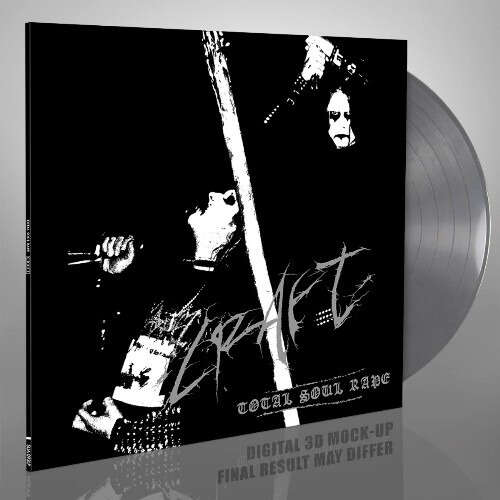 CRAFT
TOTAL SOUL RAPE
DIGITAL 3D MOCK-UP
FINAL RESULT MAY DIFFER